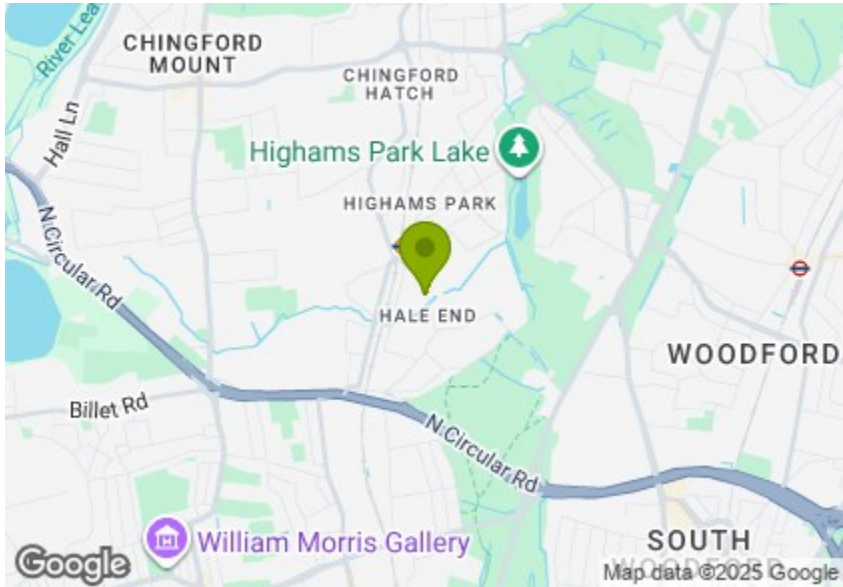 River Lea
CHINGFORD
MOUNT
CHINGFORD
HATCH
Hall Ln
Highams Park Lake
HIGHAMS PARK
N Circular Rd
HALE END
WOODFORD
Billet Rd
N Circular Rd
William Morris Gallery
SOUTH
WOODFORD
Google
Map data ©2025 Google